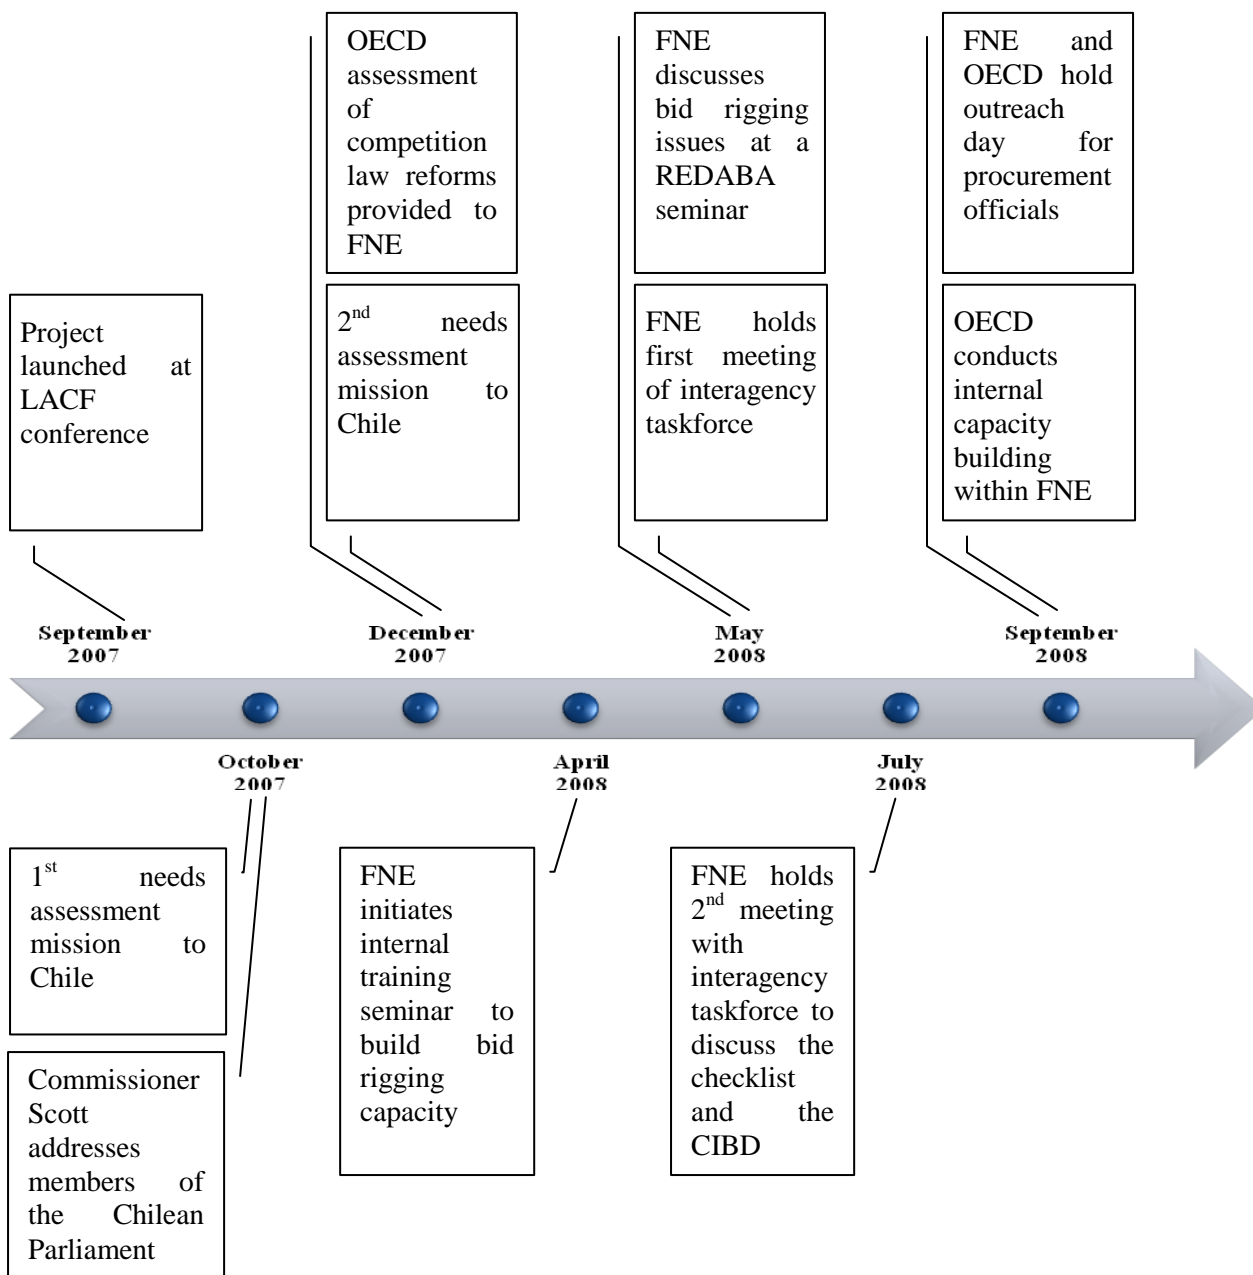 OECD
assessment
of
competition
law reforms
provided to
FNE
FNE
discusses
bid rigging
issues at a
REDABA
seminar
FNE and
OECD hold
outreach
day for
procurement
officials
Project
launched at
LACF
conference
2nd needs
assessment
mission to
Chile
FNE holds
first meeting
of interagency
taskforce
OECD
conducts
internal
capacity
building
within FNE
September
2007
December
2007
May
2008
September
2008
October
2007
April
2008
July
2008
1st needs
assessment
mission to
Chile
Commissioner
Scott
addresses
members of
the Chilean
Parliament
FNE
initiates
internal
training
seminar to
build bid
rigging
capacity
FNE holds
2nd meeting
with
interagency
taskforce to
discuss the
checklist
and the
CIBD